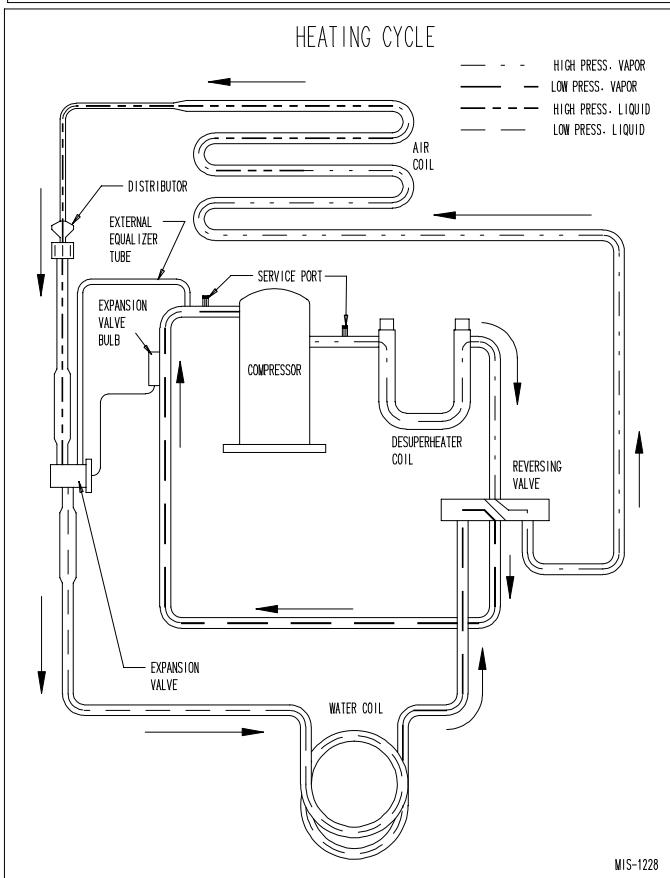 HEATING CYCLE
HIGH PRESS. VAPOR
LOW PRESS. VAPOR
HIGH PRESS. LIQUID
LOW PRESS. LIQUID
AIR
COIL
DISTRIBUTOR
EXTERNAL
EQUALIZER
TUBE
SERVICE PORT
EXPANSION
VALVE
BULB
COMPRESSOR
DESUPERHEATER
COIL
REVERSING
VALVE
EXPANSION
VALVE
WATER COIL
MIS-1228